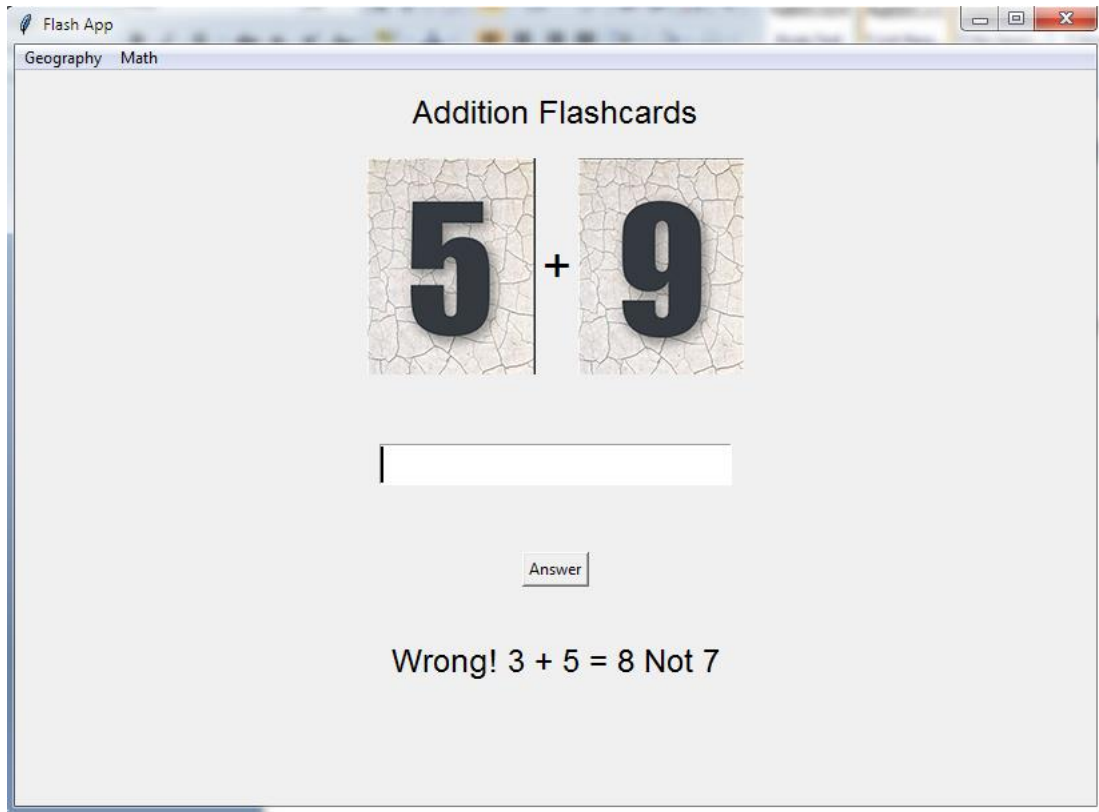 Flash App
Geography Math
Addition Flashcards
5 + 9
Answer
Wrong! 3 + 5 = 8 Not 7